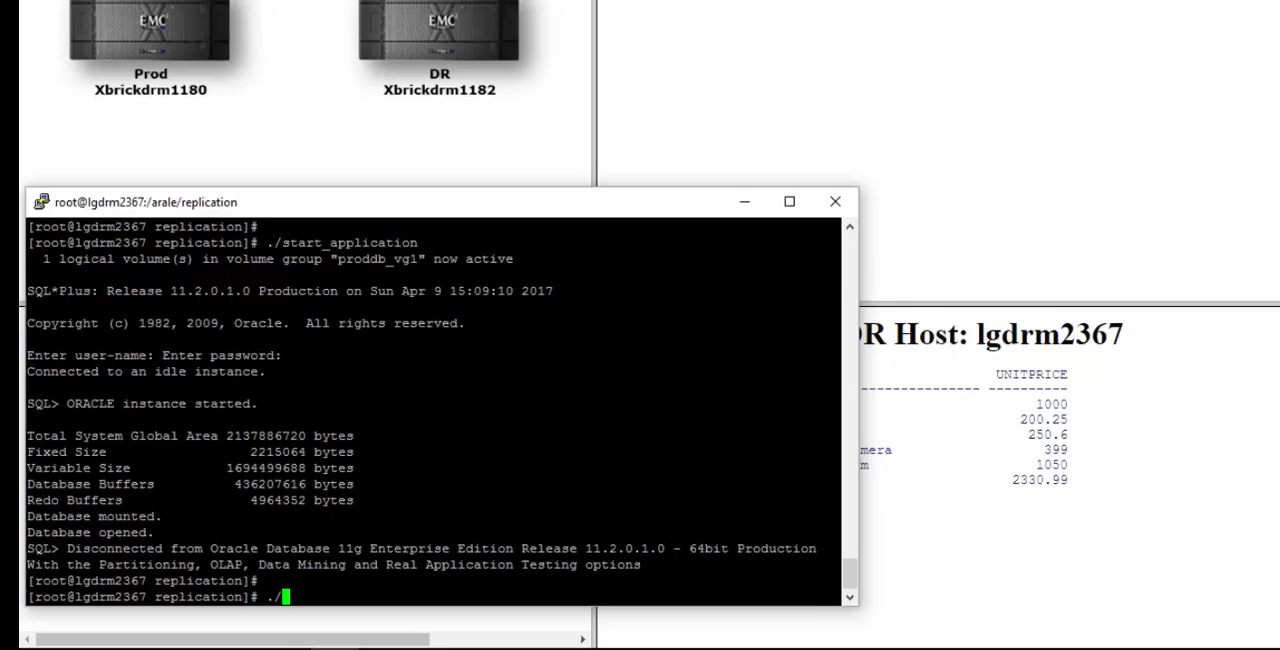 EMC EMC
Prod DR
Xbrickdrm1180 Xbrickdrm1182
root@lgdrm2367:/arale/replication
[root@lgdrm2367 replication]#
[root@lgdrm2367 replication]# ./start_application
1 logical volume(s) in volume group "proddb_vg1" now active
SQL*Plus: Release 11.2.0.1.0 Production on Sun Apr 9 15:09:10 2017
Copyright (c) 1982, 2009, Oracle.  All rights reserved.
Enter user-name: Enter password:
Connected to an idle instance.
SQL> ORACLE instance started.
Total System Global Area 2137886720 bytes
Fixed Size 2215064 bytes
Variable Size 1694499688 bytes
Database Buffers 436207616 bytes
Redo Buffers 4964352 bytes
Database mounted.
Database opened.
SQL> Disconnected from Oracle Database 11g Enterprise Edition Release 11.2.0.1.0 - 64bit Production
With the Partitioning, OLAP, Data Mining and Real Application Testing options
[root@lgdrm2367 replication]#
[root@lgdrm2367 replication]# ./
R Host: lgdrm2367
UNITPRICE
--------------- ----------
1000
200.25
250.6
mera 399
m 1050
2330.99